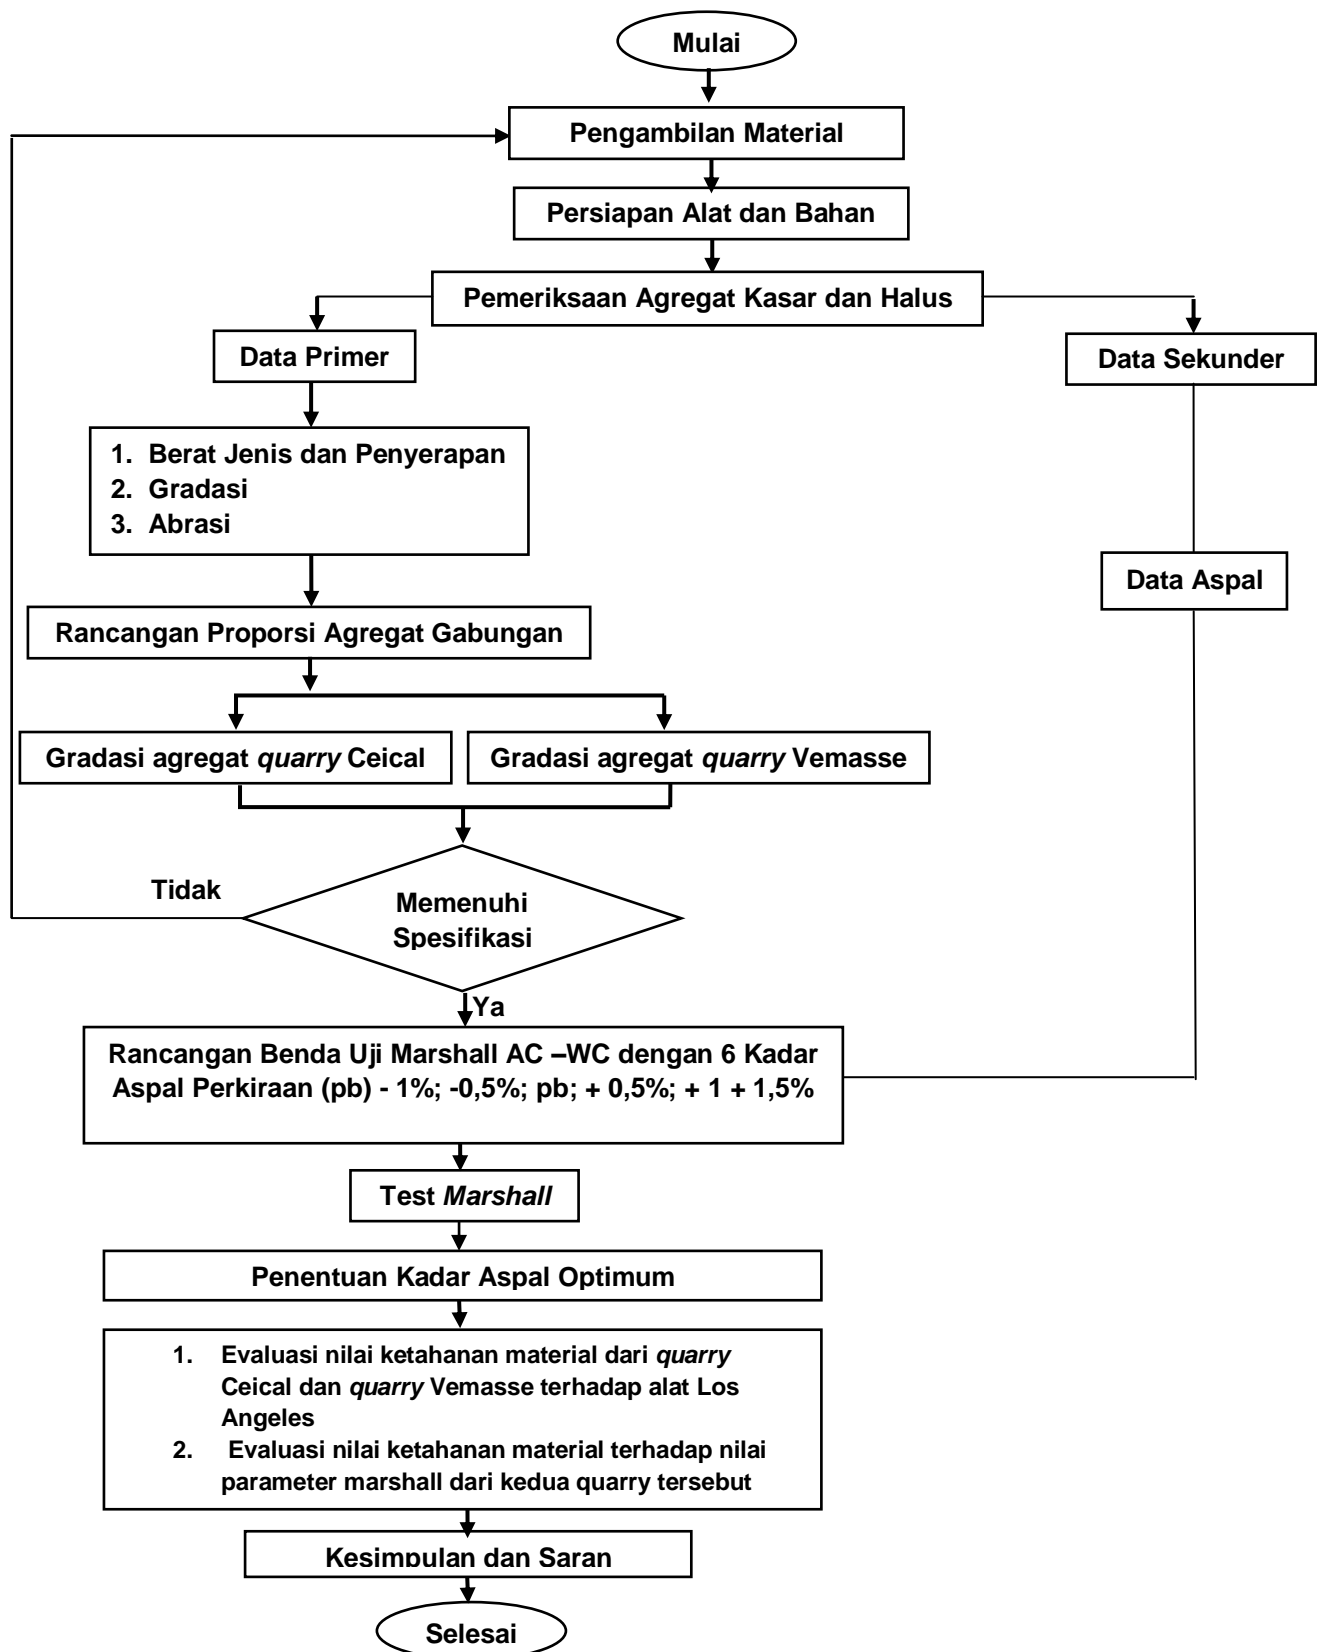 Mulai
Pengambilan Material
Persiapan Alat dan Bahan
Pemeriksaan Agregat Kasar dan Halus
Data Primer
Data Sekunder
1. Berat Jenis dan Penyerapan
2. Gradasi
3. Abrasi
Data Aspal
Rancangan Proporsi Agregat Gabungan
Gradasi agregat quarry Ceical
Gradasi agregat quarry Vemasse
Tidak
Memenuhi
Spesifikasi
Ya
Rancangan Benda Uji Marshall AC –WC dengan 6 Kadar
Aspal Perkiraan (pb) - 1%; -0,5%; pb; + 0,5%; + 1 + 1,5%
Test Marshall
Penentuan Kadar Aspal Optimum
1. Evaluasi nilai ketahanan material dari quarry
Ceical dan quarry Vemasse terhadap alat Los
Angeles
2. Evaluasi nilai ketahanan material terhadap nilai
parameter marshall dari kedua quarry tersebut
Kesimpulan dan Saran
Selesai